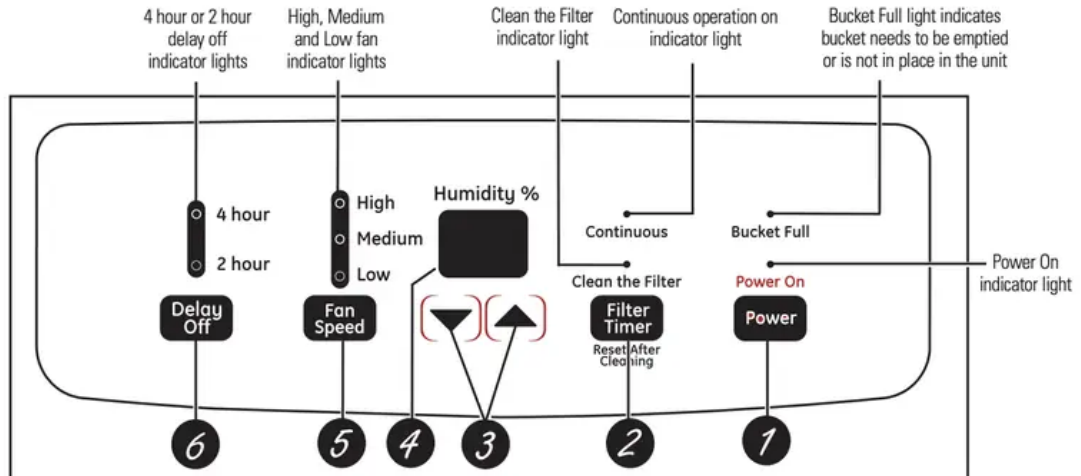 4 hour or 2 hour
delay off
indicator lights
High, Medium
and Low fan
indicator lights
Clean the Filter
indicator light
Continuous operation on
indicator light
Bucket Full light indicates
bucket needs to be emptied
or is not in place in the unit
4 hour
2 hour
High
Medium
Low
Humidity %
Continuous
Bucket Full
Clean the Filter
Power On
Power On
indicator light
Delay
Off
Fan
Speed
Filter
Timer
Reset After
Cleaning
Power
6
5
4
3
2
1